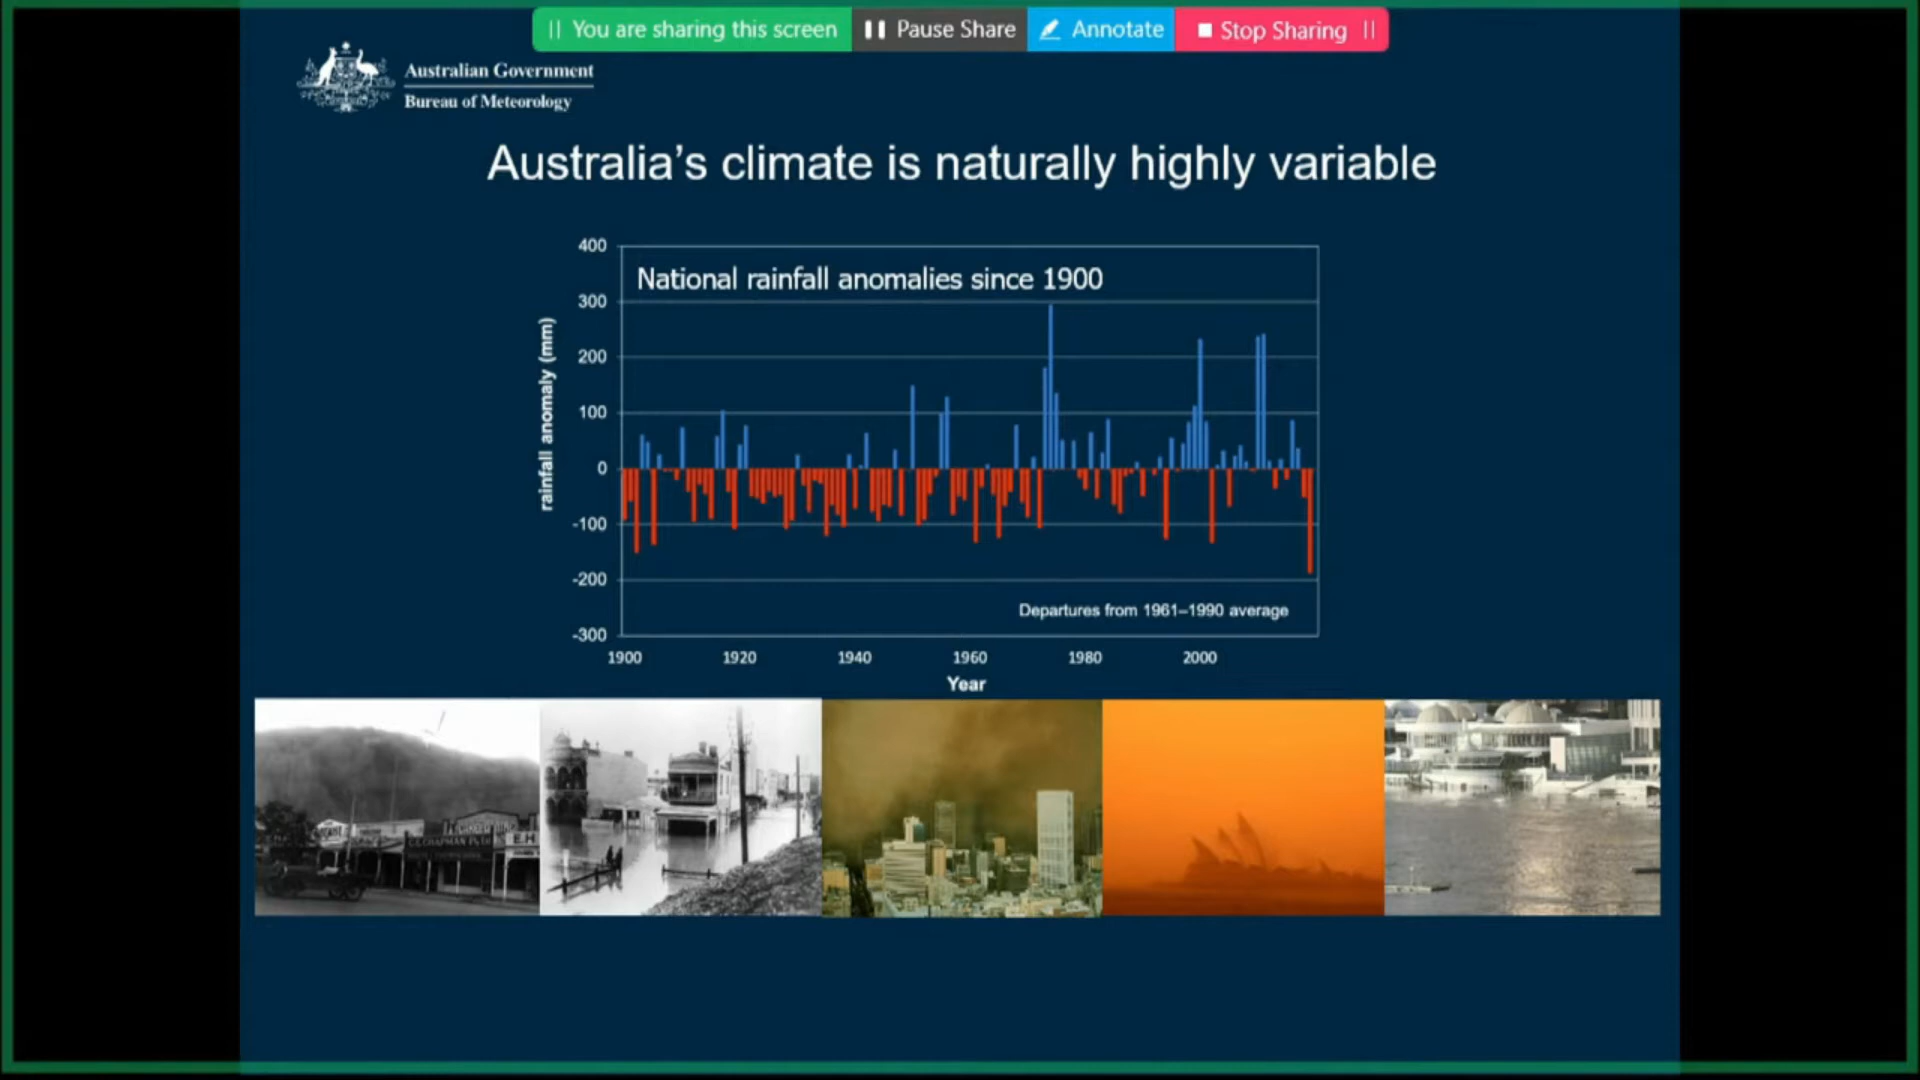 You are sharing this screen
Pause Share
Annotate
Stop Sharing
Australian Government
Bureau of Meteorology
Australia's climate is naturally highly variable
National rainfall anomalies since 1900
rainfall anomaly (mm)
400
300
200
100
0
-100
-200
-300
Departures from 1961–1990 average
1900 1920 1940 1960 1980 2000
Year